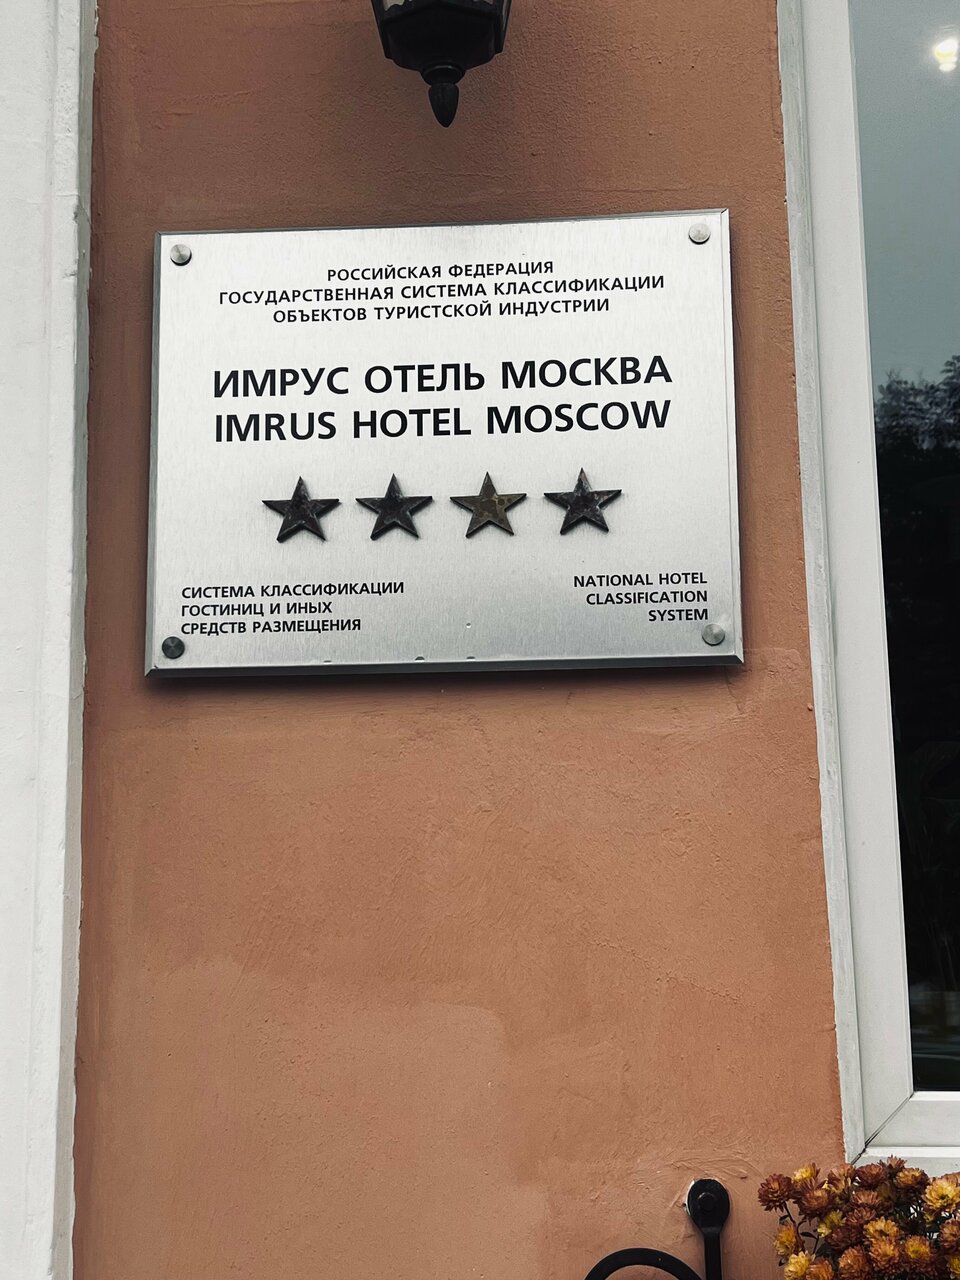 РОССИЙСКАЯ ФЕДЕРАЦИЯ
ГОСУДАРСТВЕННАЯ СИСТЕМА КЛАССИФИКАЦИИ
ОБЪЕКТОВ ТУРИСТСКОЙ ИНДУСТРИИ
ИМРУС ОТЕЛЬ МОСКВА
IMRUS HOTEL MOSCOW
СИСТЕМА КЛАССИФИКАЦИИ
ГОСТИНИЦ И ИНЫХ
СРЕДСТВ РАЗМЕЩЕНИЯ
NATIONAL HOTEL
CLASSIFICATION
SYSTEM